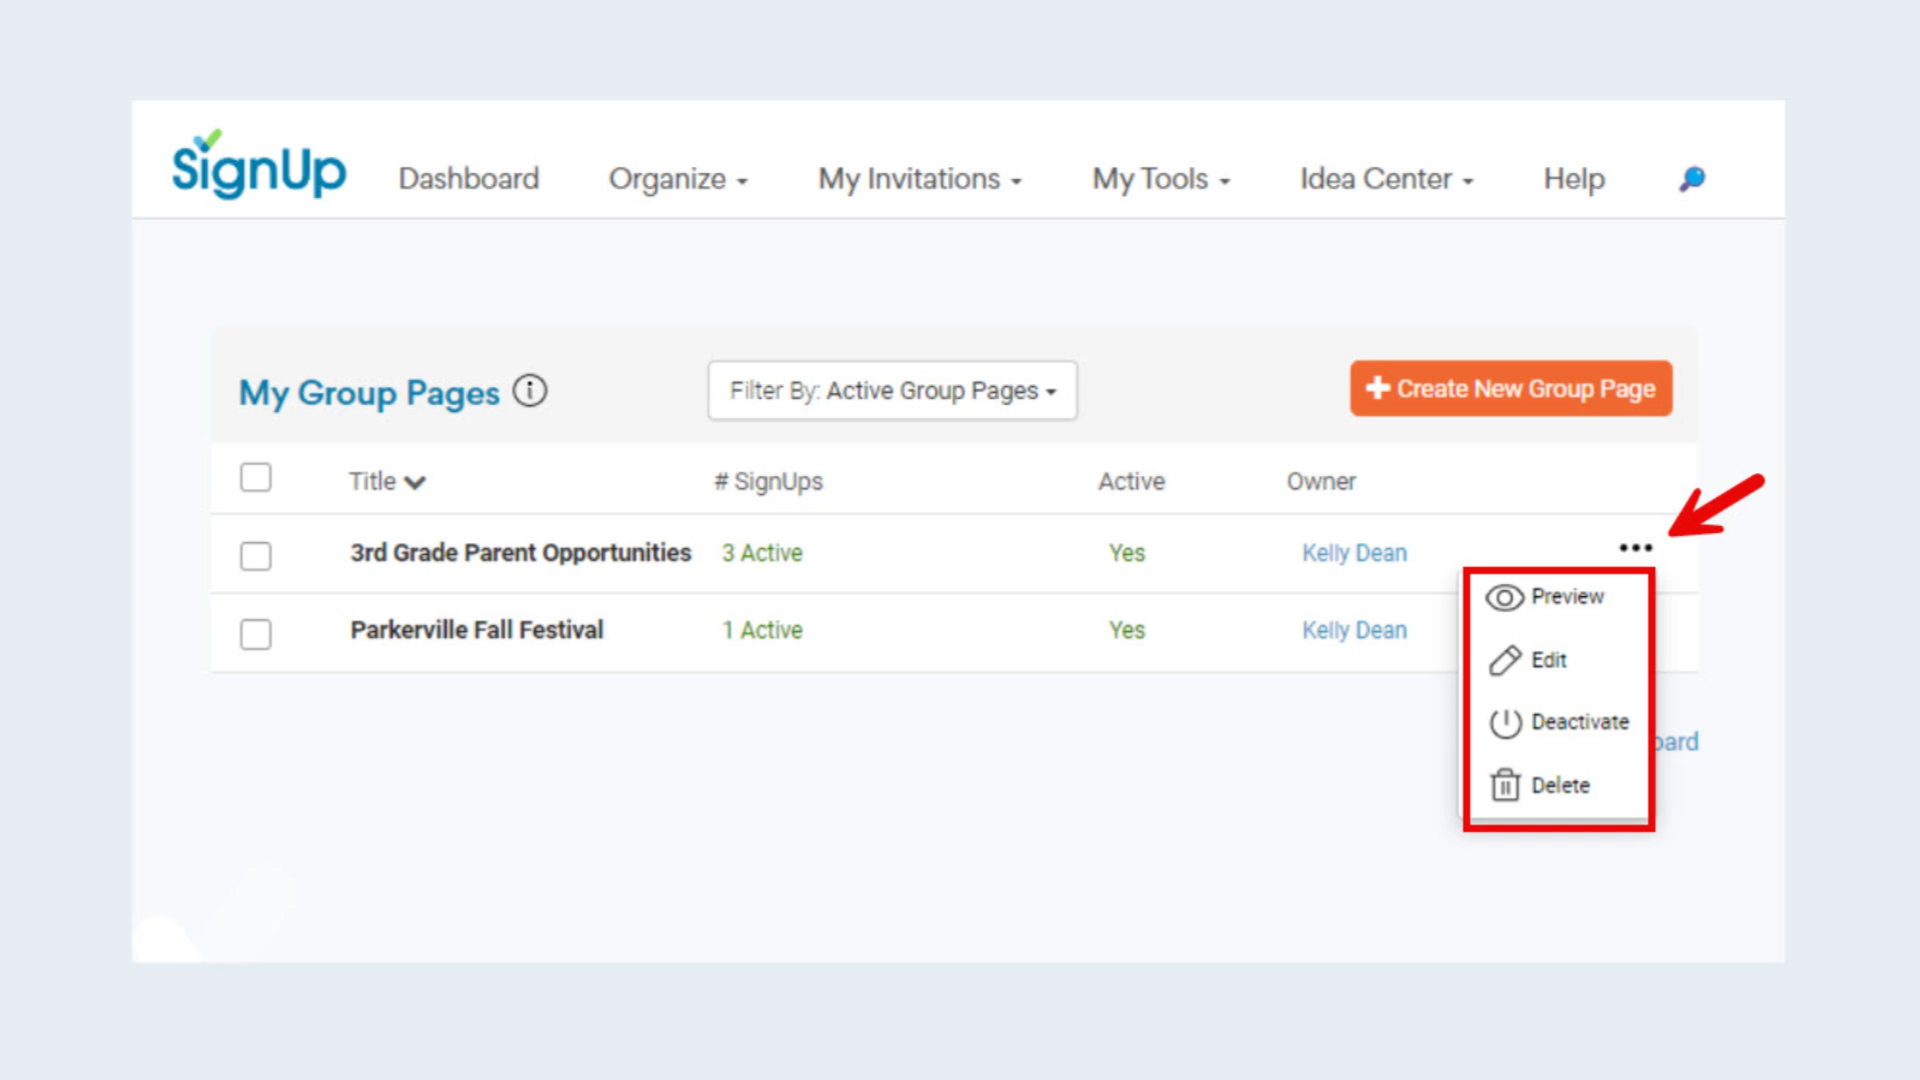 SignUp Dashboard Organize My Invitations My Tools Idea Center Help
My Group Pages Filter By: Active Group Pages Create New Group Page
Title # SignUps Active Owner
3rd Grade Parent Opportunities 3 Active Yes Kelly Dean
Preview
Parkerville Fall Festival 1 Active Yes Kelly Dean
Edit
Deactivate
Delete